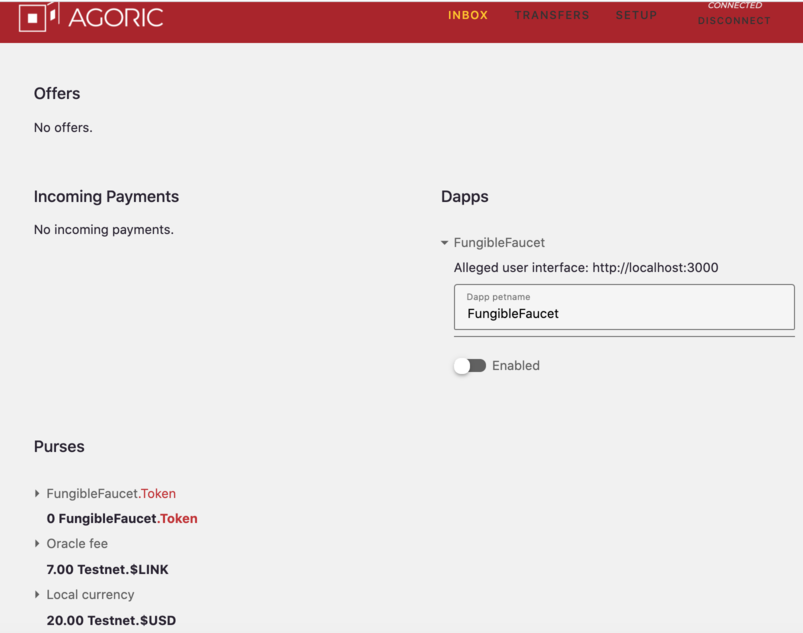 AGORIC
INBOX TRANSFERS SETUP CONNECTED
DISCONNECT
Offers
No offers.
Incoming Payments
No incoming payments.
Dapps
FungibleFaucet
Alleged user interface: http://localhost:3000
Dapp petname
FungibleFaucet
Enabled
Purses
FungibleFaucet.Token
0 FungibleFaucet.Token
Oracle fee
7.00 Testnet.$LINK
Local currency
20.00 Testnet.$USD